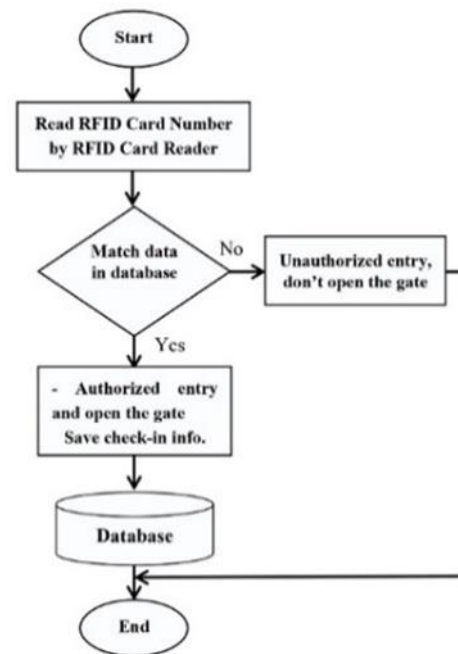 Start
Read RFID Card Number
by RFID Card Reader
Match data
in database
No
Unauthorized entry,
don't open the gate
Yes
- Authorized entry
and open the gate
Save check-in info.
Database
End